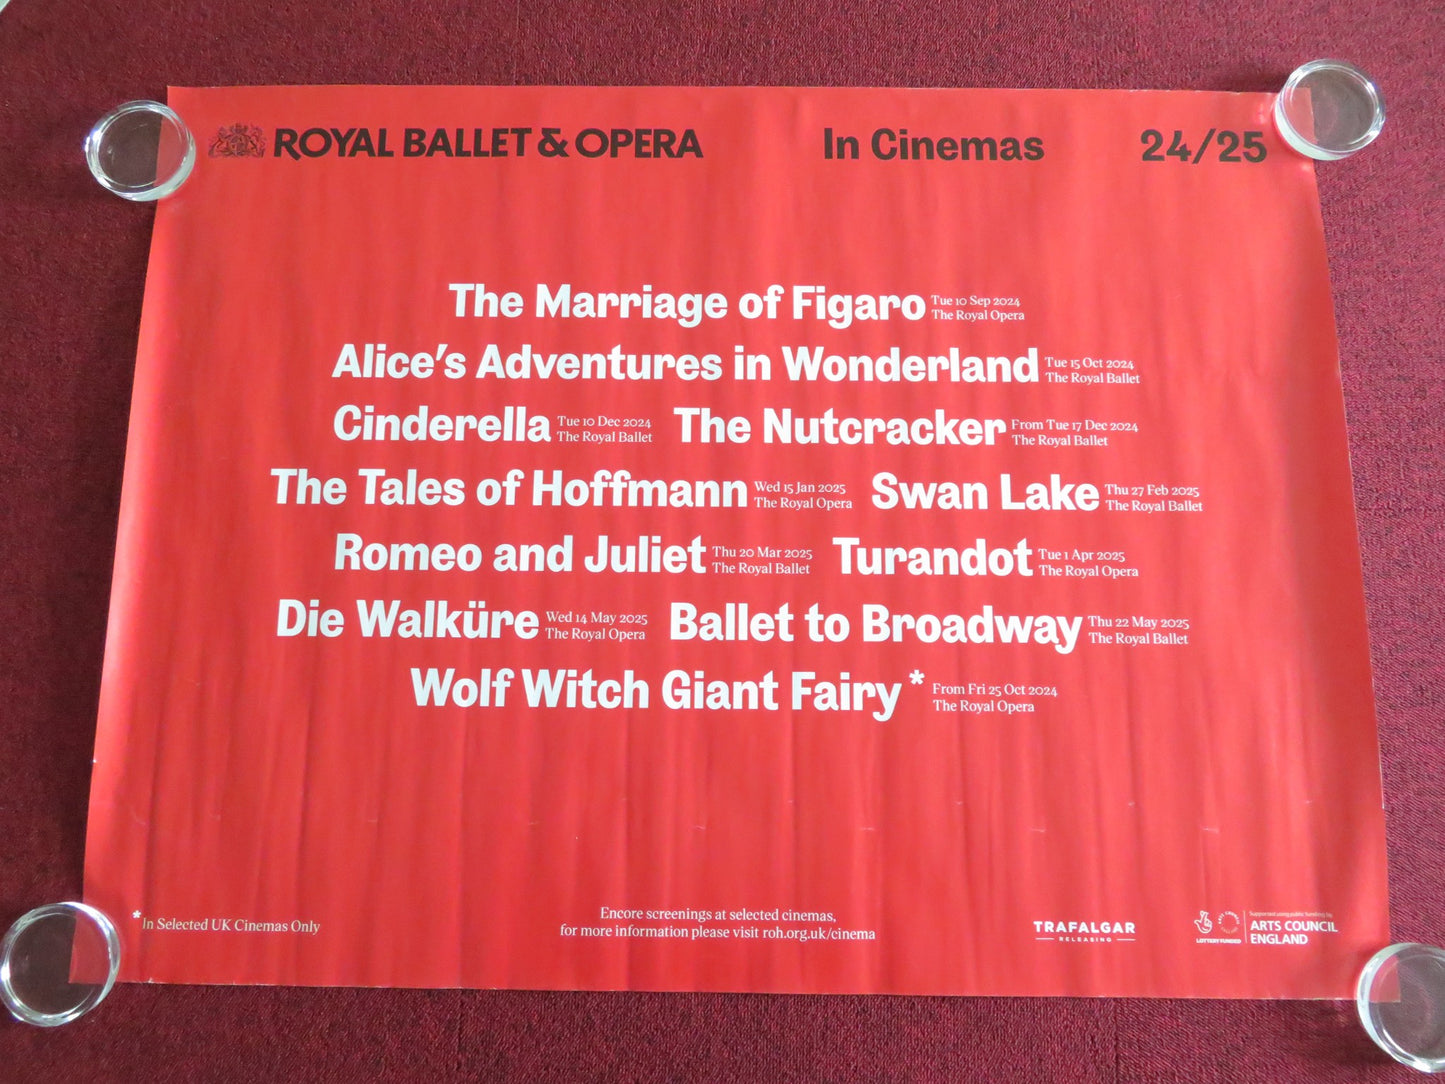 ROYAL BALLET & OPERA In Cinemas 24/25
The Marriage of Figaro Tue 10 Sep 2024
The Royal Opera
Alice's Adventures in Wonderland Tue 15 Oct 2024
The Royal Ballet
Cinderella Tue 10 Dec 2024
The Royal Ballet
The Nutcracker From Tue 17 Dec 2024
The Royal Ballet
The Tales of Hoffmann Wed 15 Jan 2025
The Royal Opera
Swan Lake Thu 27 Feb 2025
The Royal Ballet
Romeo and Juliet Thu 20 Mar 2025
The Royal Ballet
Turandot Tue 1 Apr 2025
The Royal Opera
Die Walküre Wed 14 May 2025
The Royal Opera
Ballet to Broadway Thu 22 May 2025
The Royal Ballet
Wolf Witch Giant Fairy * From Fri 25 Oct 2024
The Royal Opera
* In Selected UK Cinemas Only
Encore screenings at selected cinemas,
for more information please visit roh.org.uk/cinema
TRAFALGAR
RELEASING
LOTTERY FUNDED
Supported using public funding by
ARTS COUNCIL
ENGLAND